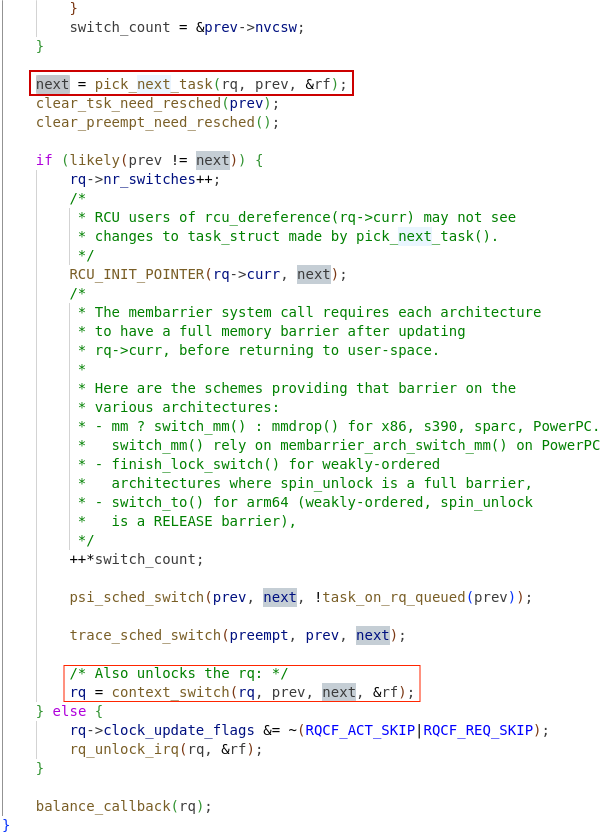 }
switch_count = &prev->nvcsw;
}
next = pick_next_task(rq, prev, &rf);
clear_tsk_need_resched(prev);
clear_preempt_need_resched();
if (likely(prev != next)) {
rq->nr_switches++;
/*
* RCU users of rcu_dereference(rq->curr) may not see
* changes to task_struct made by pick_next_task().
*/
RCU_INIT_POINTER(rq->curr, next);
/*
* The membarrier system call requires each architecture
* to have a full memory barrier after updating
* rq->curr, before returning to user-space.
*
* Here are the schemes providing that barrier on the
* various architectures:
* - mm ? switch_mm() : mmdrop() for x86, s390, sparc, PowerPC.
*   switch_mm() rely on membarrier_arch_switch_mm() on PowerPC
* - finish_lock_switch() for weakly-ordered
*   architectures where spin_unlock is a full barrier,
* - switch_to() for arm64 (weakly-ordered, spin_unlock
*   is a RELEASE barrier),
*/
++*switch_count;
psi_sched_switch(prev, next, !task_on_rq_queued(prev));
trace_sched_switch(preempt, prev, next);
/* Also unlocks the rq: */
rq = context_switch(rq, prev, next, &rf);
} else {
rq->clock_update_flags &= ~(RQCF_ACT_SKIP|RQCF_REQ_SKIP);
rq_unlock_irq(rq, &rf);
}
balance_callback(rq);
}